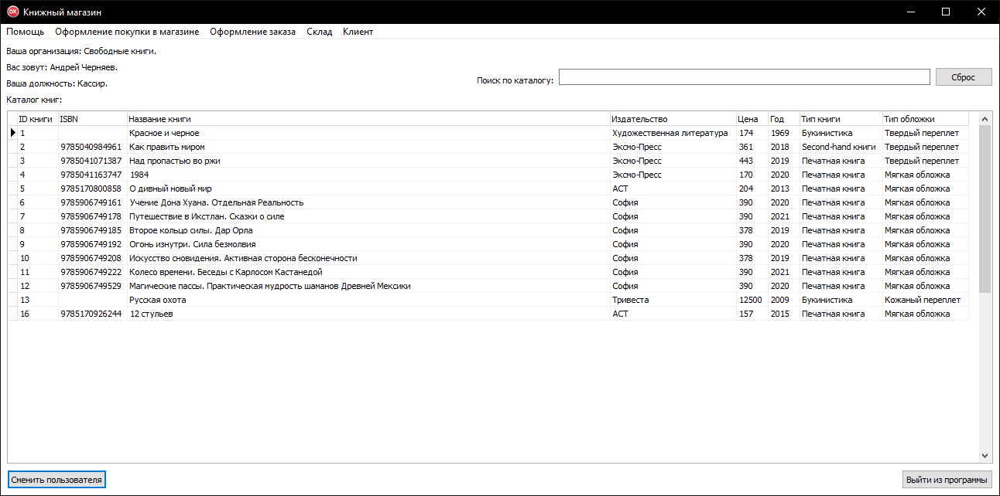 DX Книжный магазин
Помощь Оформление покупки в магазине Оформление заказа Склад Клиент
Ваша организация: Свободные книги.
Вас зовут: Андрей Черняев.
Ваша должность: Кассир.
Поиск по каталогу: Сброс
Каталог книг:
ID книги ISBN Название книги Издательство Цена Год Тип книги Тип обложки
1 Красное и черное Художественная литература 174 1969 Букинистика Твердый переплет
2 9785040984961 Как править миром Эксмо-Пресс 361 2018 Second-hand книги Твердый переплет
3 9785041071387 Над пропастью во ржи Эксмо-Пресс 443 2019 Печатная книга Твердый переплет
4 9785041163747 1984 Эксмо-Пресс 170 2020 Печатная книга Мягкая обложка
5 9785170800858 О дивный новый мир АСТ 204 2013 Печатная книга Мягкая обложка
6 9785906749161 Учение Дона Хуана. Отдельная Реальность София 390 2020 Печатная книга Мягкая обложка
7 9785906749178 Путешествие в Икстлан. Сказки о силе София 390 2021 Печатная книга Мягкая обложка
8 9785906749185 Второе кольцо силы. Дар Орла София 378 2019 Печатная книга Мягкая обложка
9 9785906749192 Огонь изнутри. Сила безмолвия София 390 2020 Печатная книга Мягкая обложка
10 9785906749208 Искусство сновидения. Активная сторона бесконечности София 378 2019 Печатная книга Мягкая обложка
11 9785906749222 Колесо времени. Беседы с Карлосом Кастанедой София 390 2021 Печатная книга Мягкая обложка
12 9785906749529 Магические пассы. Практическая мудрость шаманов Древней Мексики София 390 2020 Печатная книга Мягкая обложка
13 Русская охота Тривеста 12500 2009 Букинистика Кожаный переплет
16 9785170926244 12 стульев АСТ 157 2015 Печатная книга Мягкая обложка
Сменить пользователя Выйти из программы